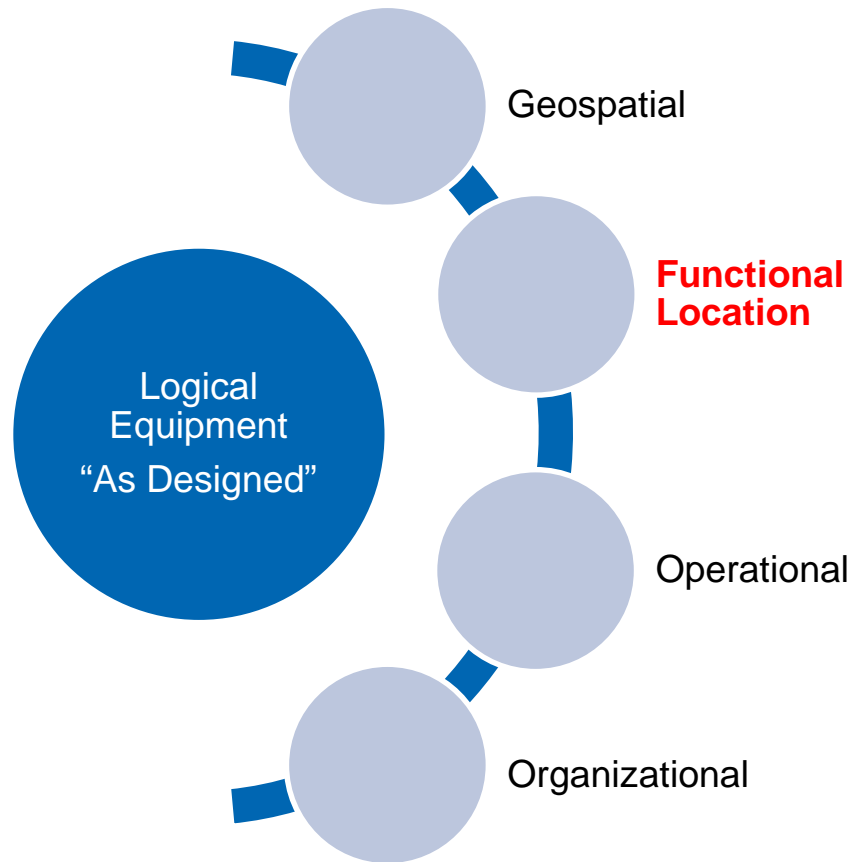 Geospatial
Functional
Location
Logical
Equipment
“As Designed”
Operational
Organizational